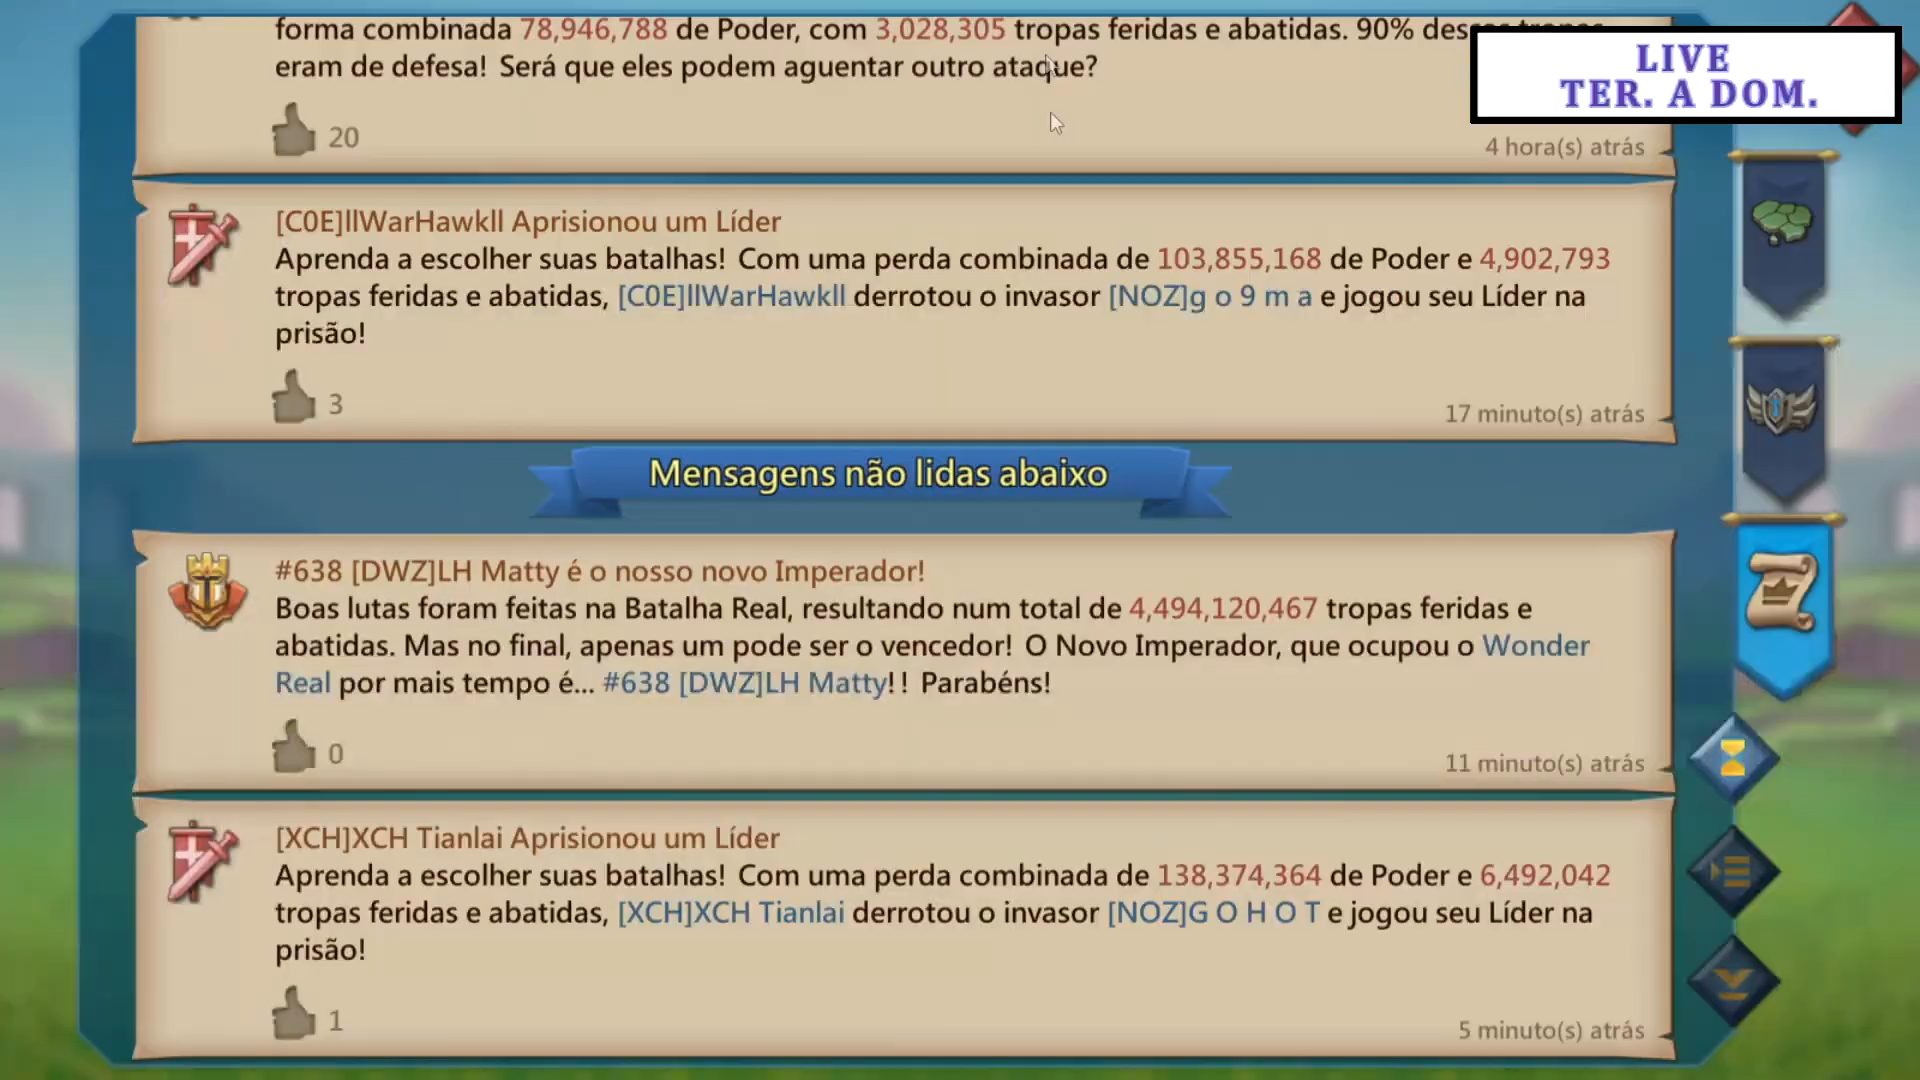 forma combinada 78,946,788 de Poder, com 3,028,305 tropas feridas e abatidas. 90%
eram de defesa! Será que eles podem aguentar outro ataque?
LIVE
TER. A DOM.
20
4 hora(s) atrás
[C0E]llWarHawkll Aprisionou um Líder
Aprenda a escolher suas batalhas! Com uma perda combinada de 103,855,168 de Poder e 4,902,793
tropas feridas e abatidas, [C0E]llWarHawkll derrotou o invasor [NOZ]g o 9 m a e jogou seu Líder na
prisão!
3
17 minuto(s) atrás
Mensagens não lidas abaixo
#638 [DWZ]LH Matty é o nosso novo Imperador!
Boas lutas foram feitas na Batalha Real, resultando num total de 4,494,120,467 tropas feridas e
abatidas. Mas no final, apenas um pode ser o vencedor! O Novo Imperador, que ocupou o Wonder
Real por mais tempo é... #638 [DWZ]LH Matty!! Parabéns!
0
11 minuto(s) atrás
[XCH]XCH Tianlai Aprisionou um Líder
Aprenda a escolher suas batalhas! Com uma perda combinada de 138,374,364 de Poder e 6,492,042
tropas feridas e abatidas, [XCH]XCH Tianlai derrotou o invasor [NOZ]G O H O T e jogou seu Líder na
prisão!
1
5 minuto(s) atrás